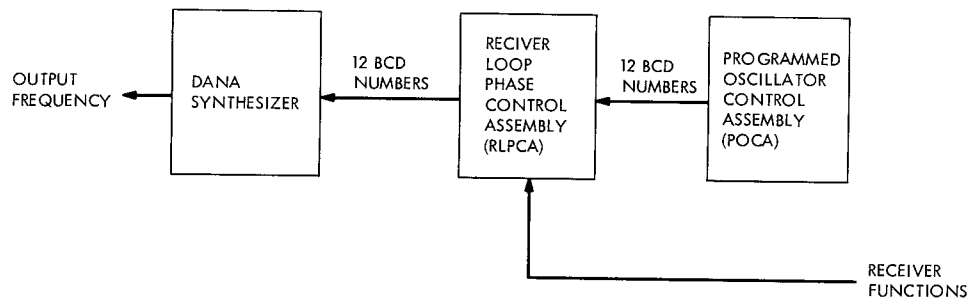 OUTPUT
FREQUENCY
DANA
SYNTHESIZER
12 BCD
NUMBERS
RECIVER
LOOP
PHASE
CONTROL
ASSEMBLY
(RLPCA)
12 BCD
NUMBERS
PROGRAMMED
OSCILLATOR
CONTROL
ASSEMBLY
(POCA)
RECEIVER
FUNCTIONS